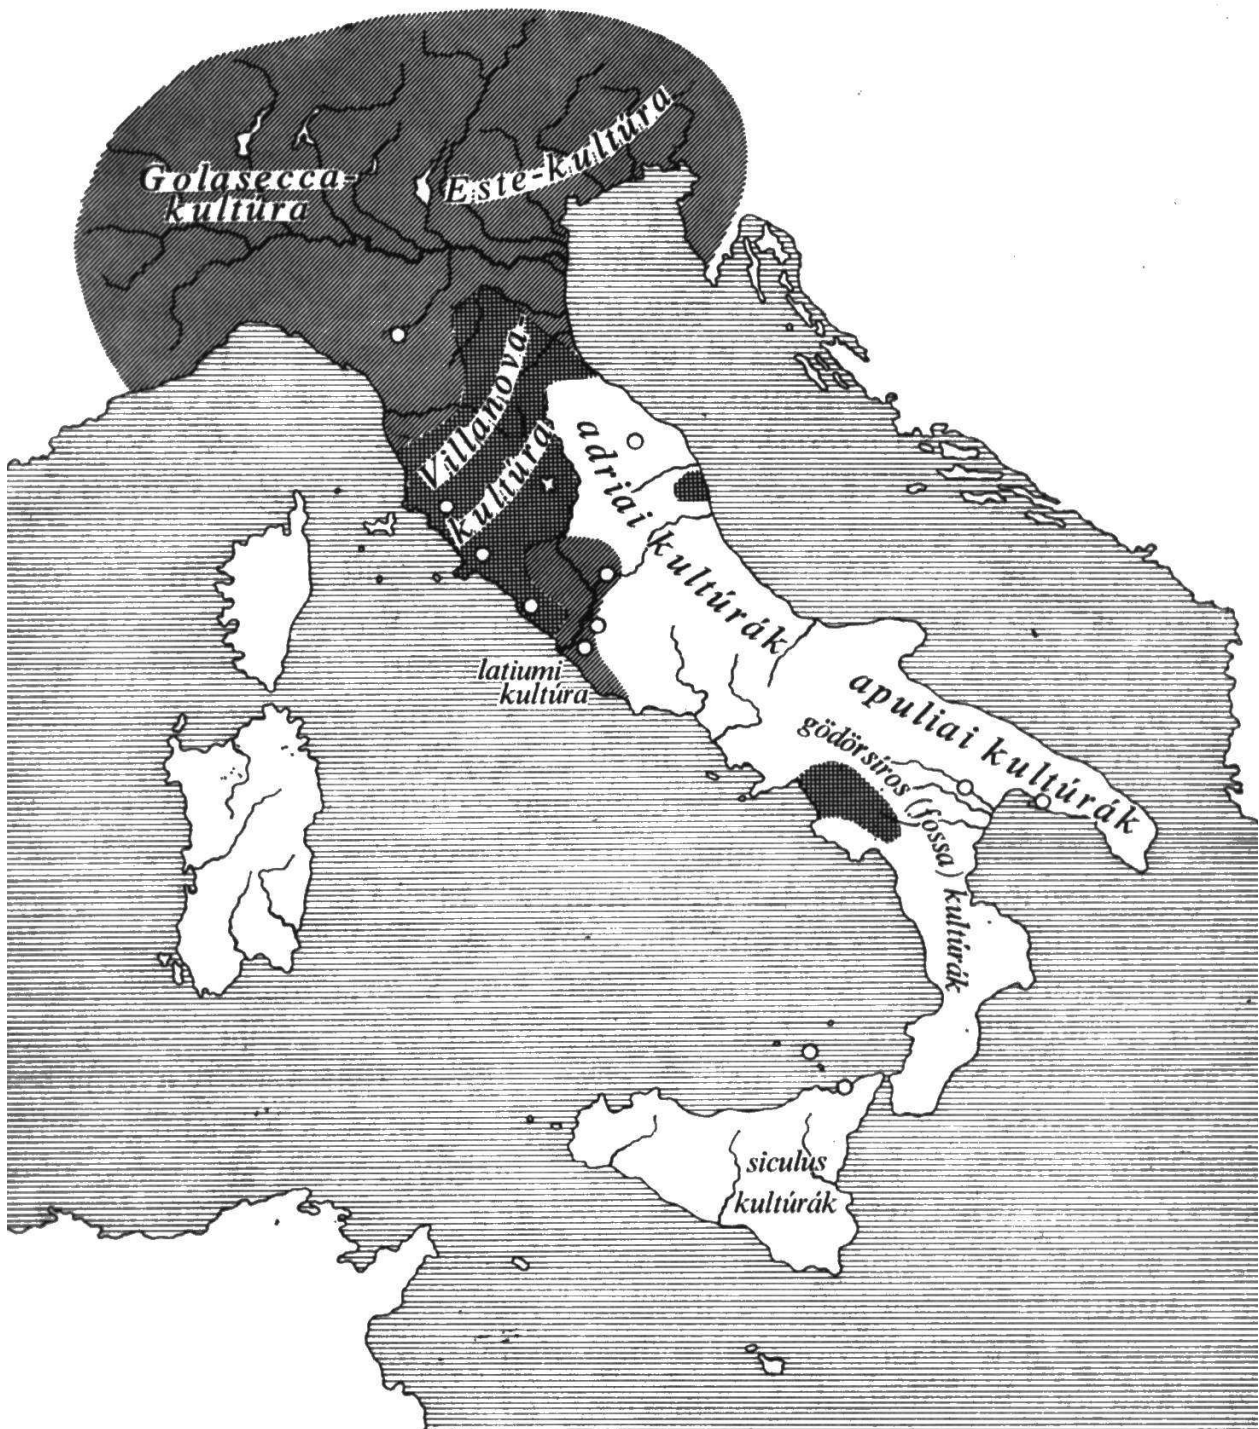 Golasecca-
kultúra
Este-kultúra
Villanova-
kultúra
adriai kultúrák
latiumi
kultúra
apuliai kultúrák
gödörsíros (fossa) kultúrák
siculus
kultúrák